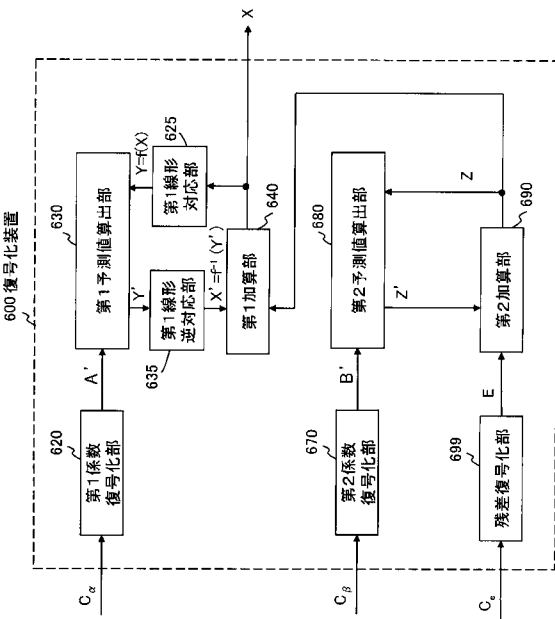 600 復号化装置
Cα
620
第1係数
復号化部
A'
630
第1予測値算出部
Y'
Y=f(X)
635
第1線形
逆対応部
625
第1線形
対応部
X'=f⁻¹(Y')
640
第1加算部
X
Cβ
670
第2係数
復号化部
B'
680
第2予測値算出部
Z'
Z
Ce
699
残差復号化部
E
690
第2加算部